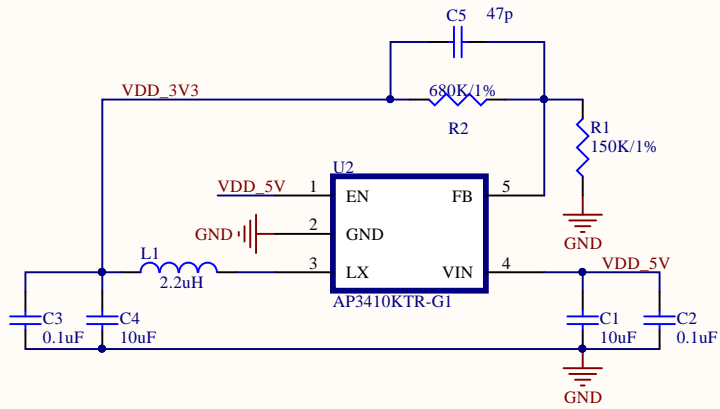 C5 47p
VDD_3V3
680K/1%
R2
R1
150K/1%
U2
VDD_5V 1 EN FB 5
GND 2 GND
L1
2.2uH
3 LX VIN 4 VDD_5V
AP3410KTR-G1
C3
0.1uF
C4
10uF
C1
10uF
C2
0.1uF
GND
GND